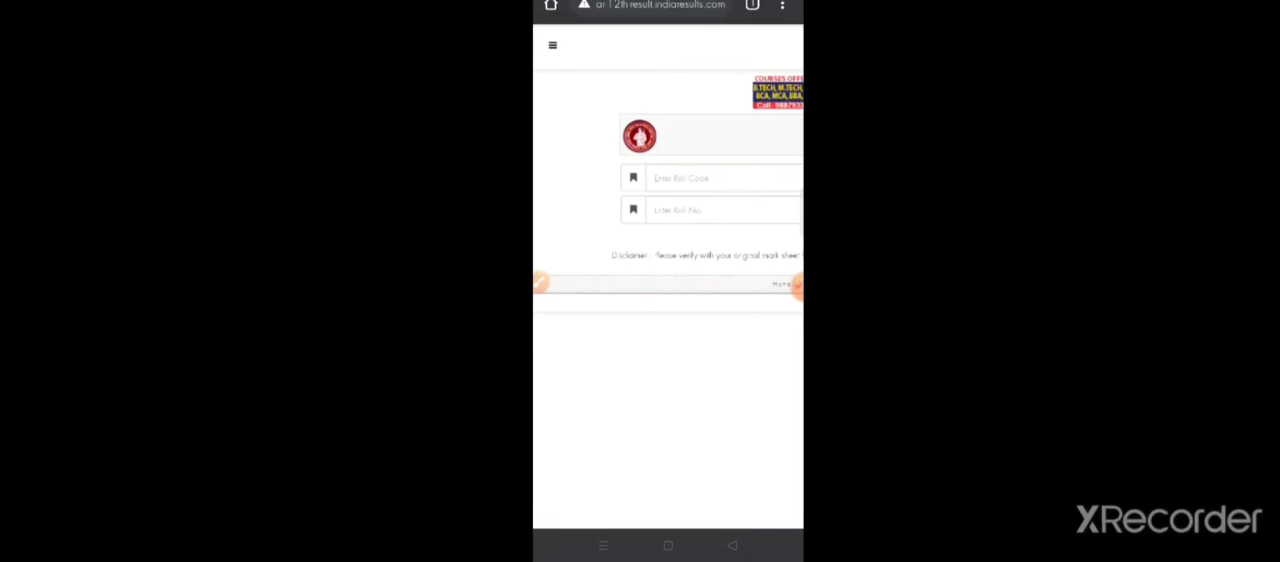 ar 12th result.indiaresults.com
COURSES OFFE
B.TECH, M.TECH,
BCA, MCA, BBA,
Enter Roll Code
Enter Roll No.
Disclaimer : Please verify with your original mark sheet
Home
XRecorder